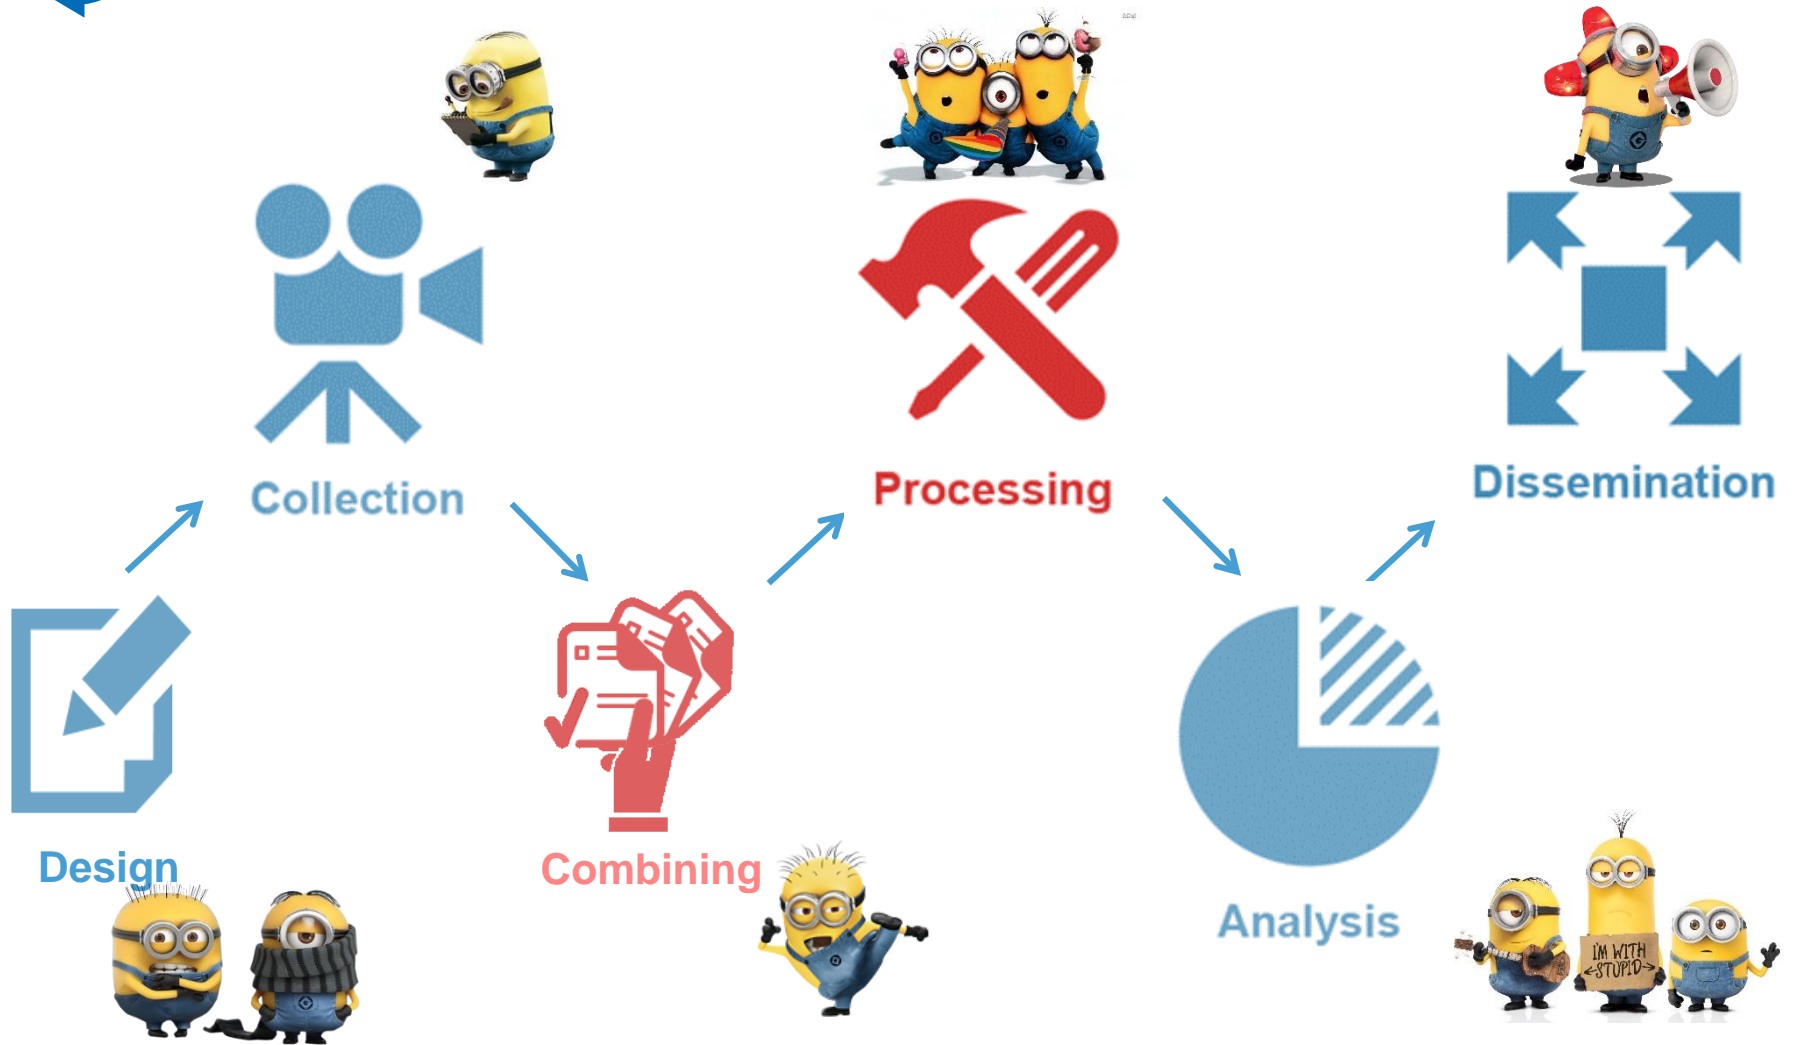 Collection
Processing
Dissemination
Design
Combining
Analysis
I'M WITH
STUPID